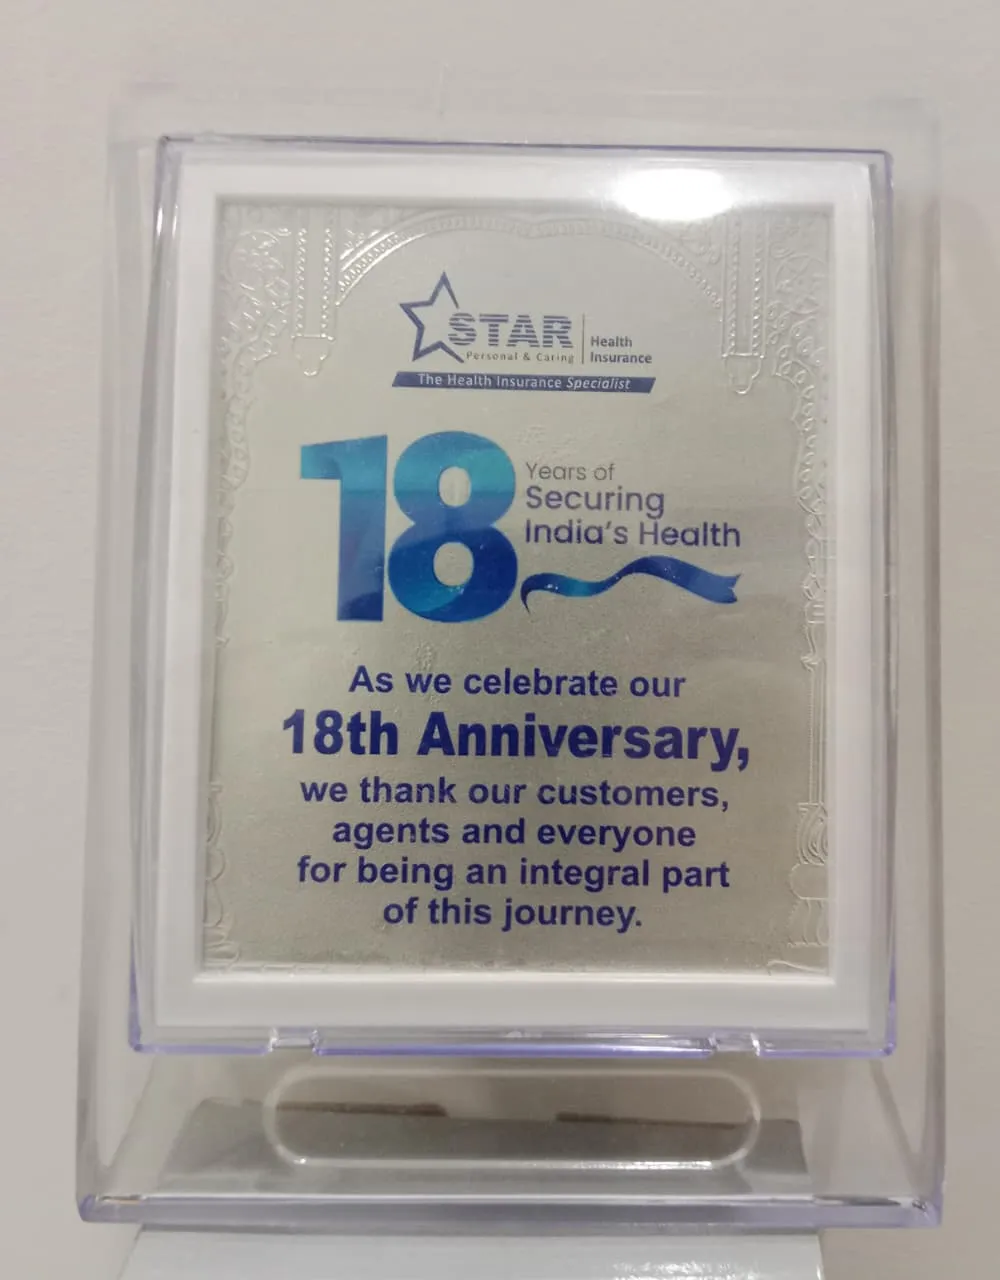 STAR
Health
Insurance
Personal & Caring
The Health Insurance Specialist
18
Years of
Securing
India's Health
As we celebrate our
18th Anniversary,
we thank our customers,
agents and everyone
for being an integral part
of this journey.